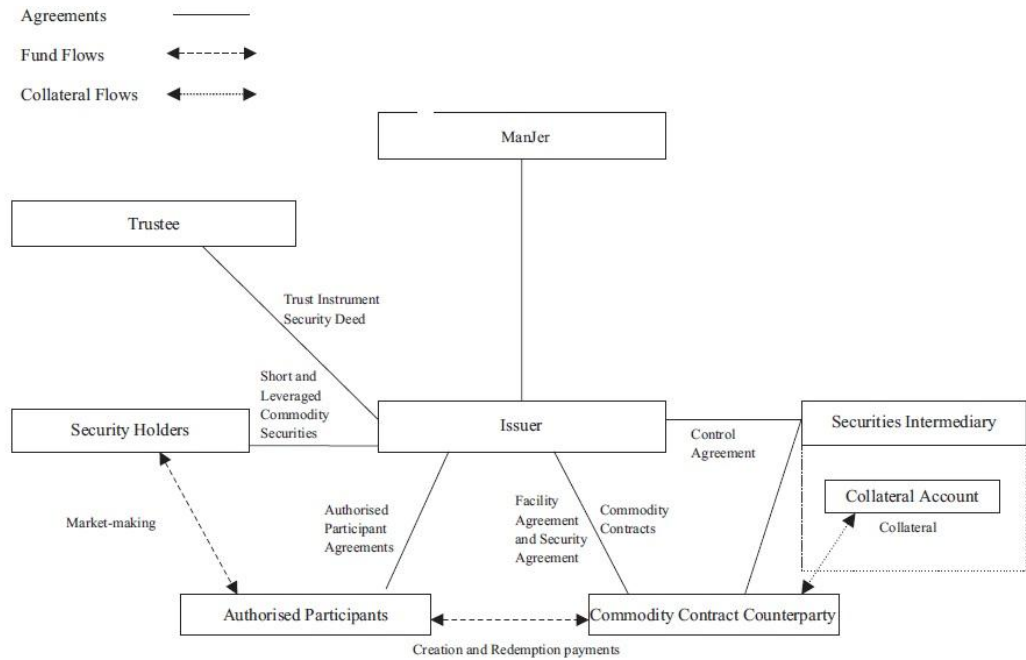 Agreements
Fund Flows
Collateral Flows
ManJer
Trustee
Trust Instrument
Security Deed
Short and
Leveraged
Commodity
Securities
Security Holders
Issuer
Control
Agreement
Securities Intermediary
Collateral Account
Collateral
Market-making
Authorised
Participant
Agreements
Facility
Agreement
and Security
Agreement
Commodity
Contracts
Authorised Participants
Commodity Contract Counterparty
Creation and Redemption payments